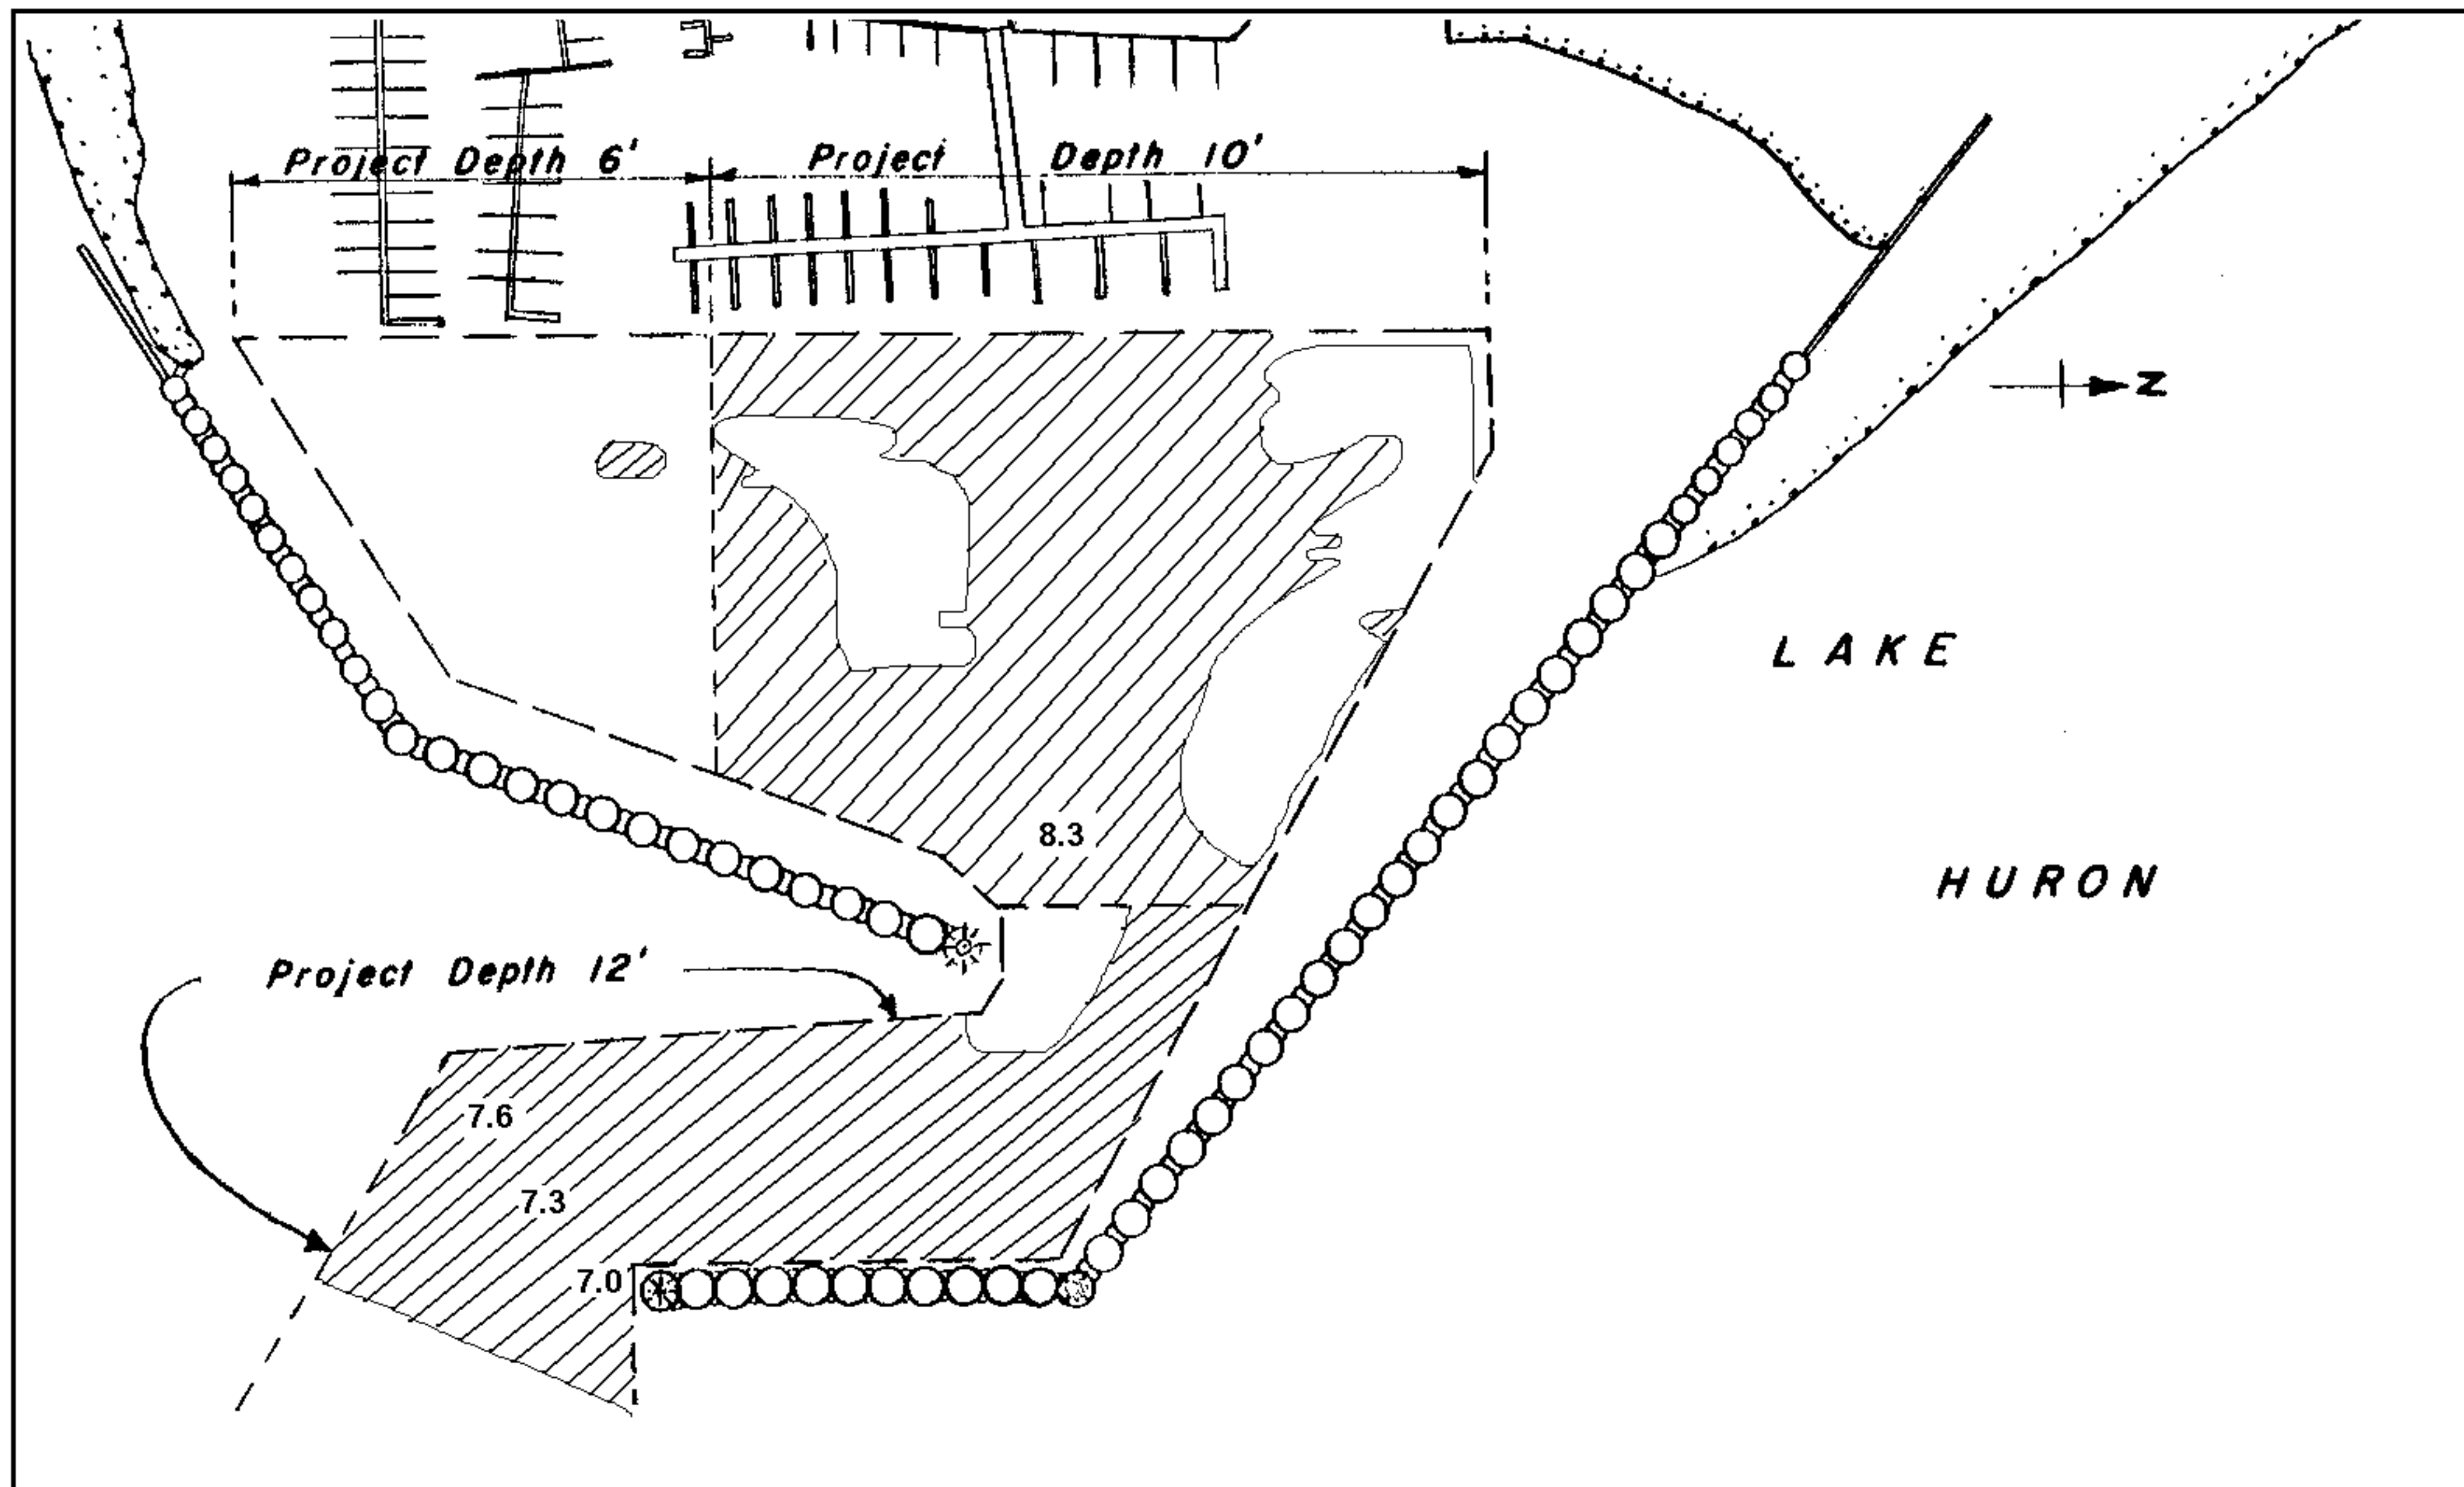 Project Depth 6'
Project Depth 10'
N
LAKE
HURON
8.3
Project Depth 12'
7.6
7.3
7.0